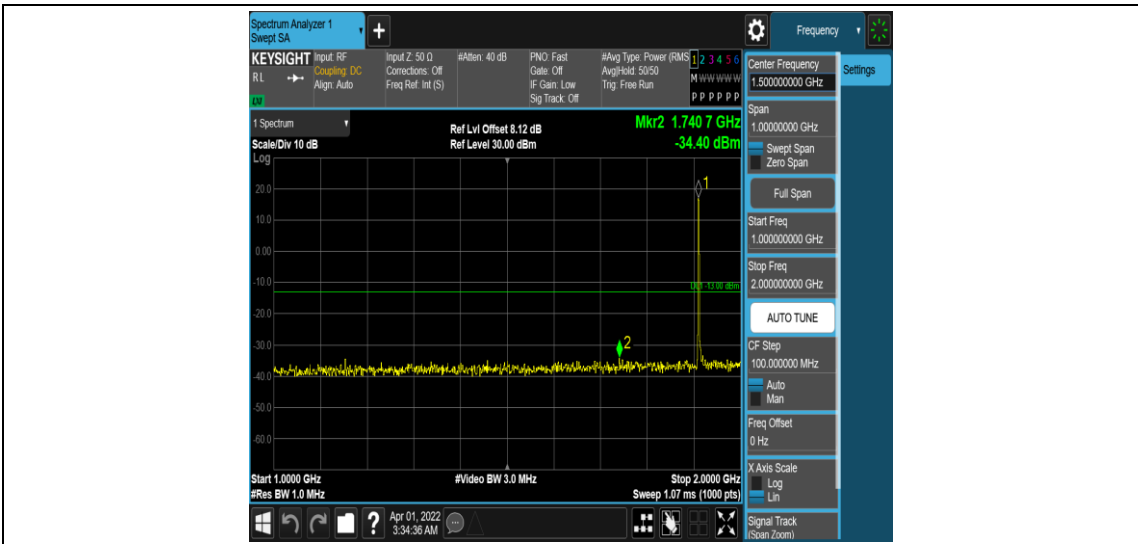 Spectrum Analyzer 1
Swept SA
+
Frequency
KEYSIGHT
RL
Input: RF
Coupling: DC
Align: Auto
Input Z: 50 Ω
Corrections: Off
Freq Ref: Int (S)
#Atten: 40 dB
PNO: Fast
Gate: Off
IF Gain: Low
Sig Track: Off
#Avg Type: Power (RMS
Avg|Hold: 50/50
Trig: Free Run
1 2 3 4 5 6
M W W W W W
P P P P P P
Center Frequency
1.500000000 GHz
Settings
Span
1.00000000 GHz
Swept Span
Zero Span
Full Span
Start Freq
1.000000000 GHz
Stop Freq
2.000000000 GHz
AUTO TUNE
CF Step
100.000000 MHz
Auto
Man
Freq Offset
0 Hz
X Axis Scale
Log
Lin
Signal Track
(Span Zoom)
1 Spectrum
Scale/Div 10 dB
Log
Ref Lvl Offset 8.12 dB
Ref Level 30.00 dBm
Mkr2 1.740 7 GHz
-34.40 dBm
1
20.0
10.0
0.00
-10.0
DL1 -13.00 dBm
-20.0
-30.0
2
-40.0
-50.0
-60.0
Start 1.0000 GHz
#Video BW 3.0 MHz
Stop 2.0000 GHz
#Res BW 1.0 MHz
Sweep 1.07 ms (1000 pts)
?
Apr 01, 2022
3:34:36 AM